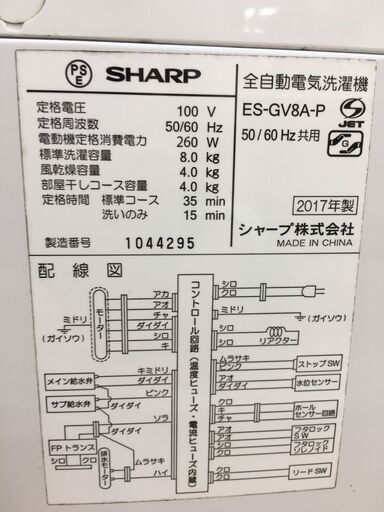 PS
E
SHARP
全自動電気洗濯機
定格電圧 100 V
ES-GV8A-P
S
JET
定格周波数 50/60 Hz
50/60 Hz共用
G
電動機定格消費電力 260 W
標準洗濯容量 8.0 kg
風乾燥容量 4.0 kg
部屋干しコース容量 4.0 kg
定格時間 標準コース 35 min
洗いのみ 15 min
2017年製
製造番号 1044295
シャープ株式会社
MADE IN CHINA
配線図
ミドリ
(ガイソウ)
モーター
アカ
アオ
チャ
ダイダイ
シロ
キ
メイン給水弁
キミドリ
ダイダイ
ピンク
サブ給水弁
ダイダイ
ソラ
ダイダイ
FPトランス
シロ
クロ
排水モーター
ムラサキ
ハイ
コントロール回路(温度ヒューズ・電流ヒューズ内蔵)
シロ
クロ
ミドリ
(ガイソウ)
シロ
シロ
リアクター
ムラサキ
ピンク
ストップSW
アオ
ダイダイ
水位センサー
クロ
キ
チャ
ホール
センサー回路
アオ
アオ
フタロック
SW
クロ
クロ
フタロック
ソレノイド
クロ
クロ
リードSW